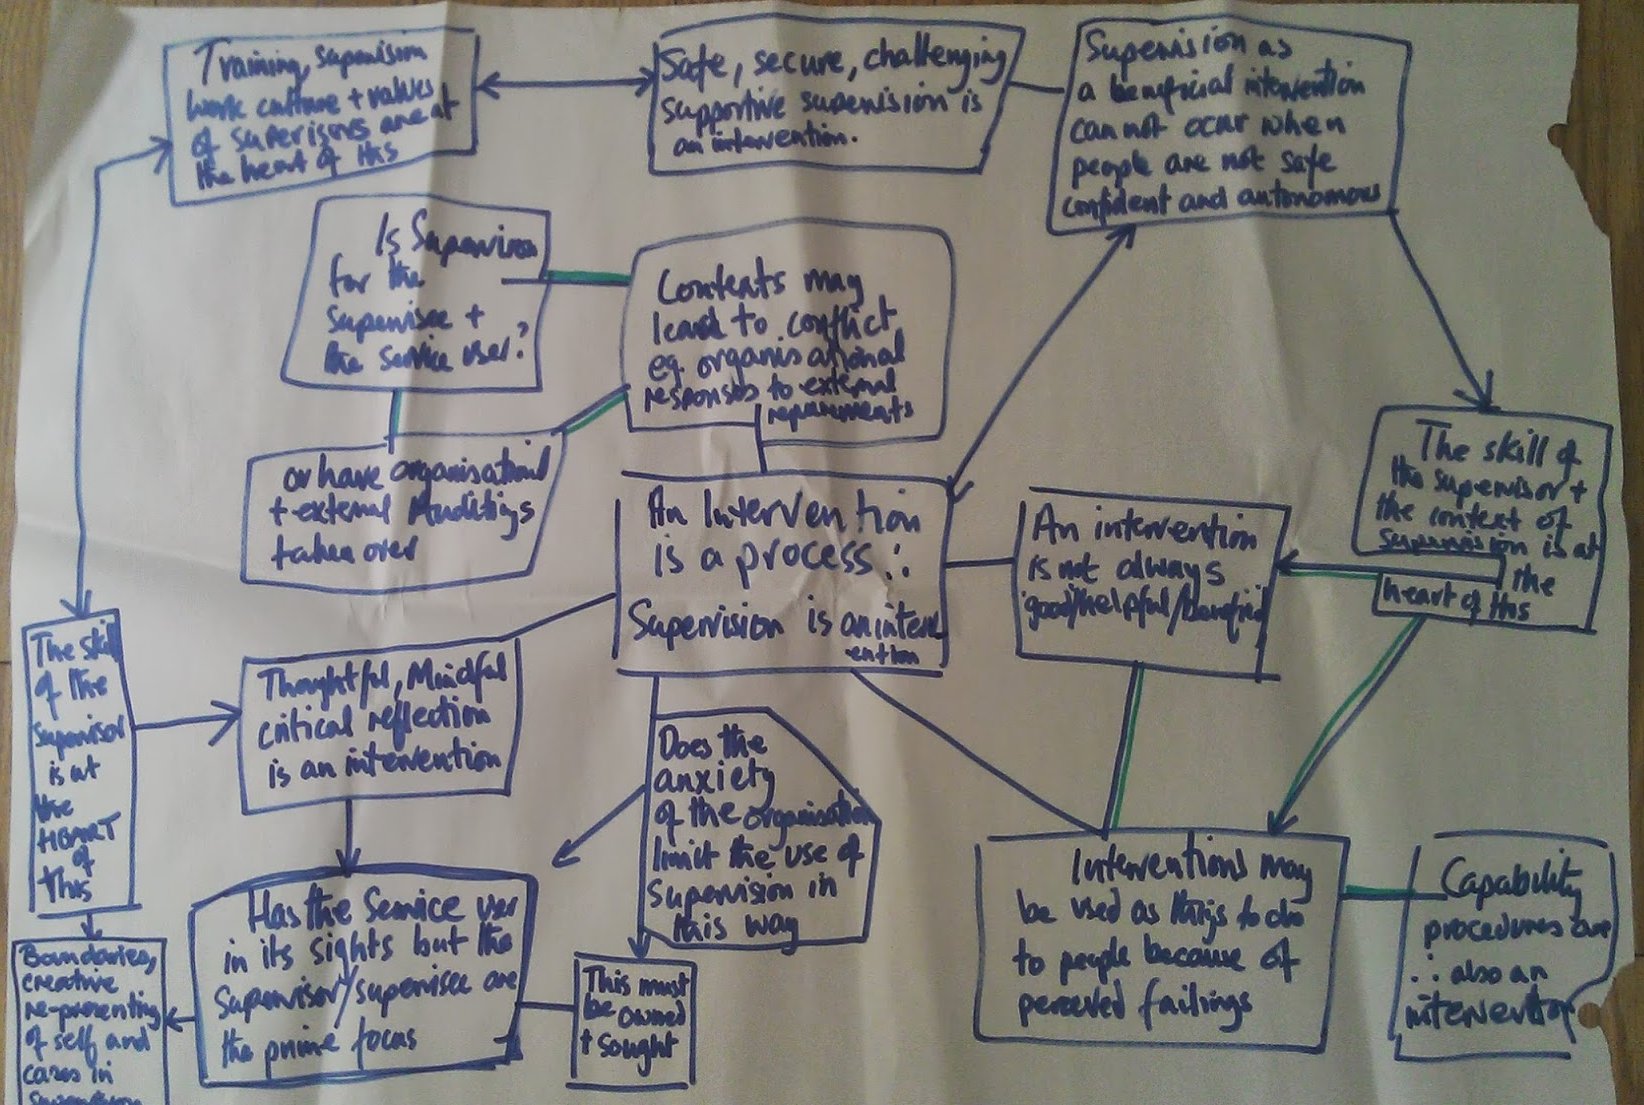 Training, supervision
work culture + values
of superisors are at
the heart of this
Safe, secure, challenging
supportive supervision is
an intervention.
Supervision as
a beneficial intervention
cannot occur when
people are not safe
confident and autonomous
Is Supervision
for the
supervisee +
the service user?
Contexts may
lead to conflict
eg. organisational
responses to external
requirements
or have organisational
+ external Auditings
taken over
An Intervention
is a process ∴
Supervision is an interv
ention
An intervention
is not always
good/helpful/beneficial
The skill of
the supervisor +
the context of
supervision is at
the
heart of this
The skill
of the
supervisor
is at
the
HEART
of
this
Thoughtful, Mindful
critical reflection
is an intervention
Does the
anxiety
of the organisation
limit the use of
Supervision in
this way
Has the Service user
in its sights but the
supervisor/supervisee are
the prime focus
This must
be owned
+ sought
Interventions may
be used as things to do
to people because of
perceived failings
Capability
procedures are
∴ also an
intervention
Boundaries,
creative
re-presenting
of self and
cases in
supervision